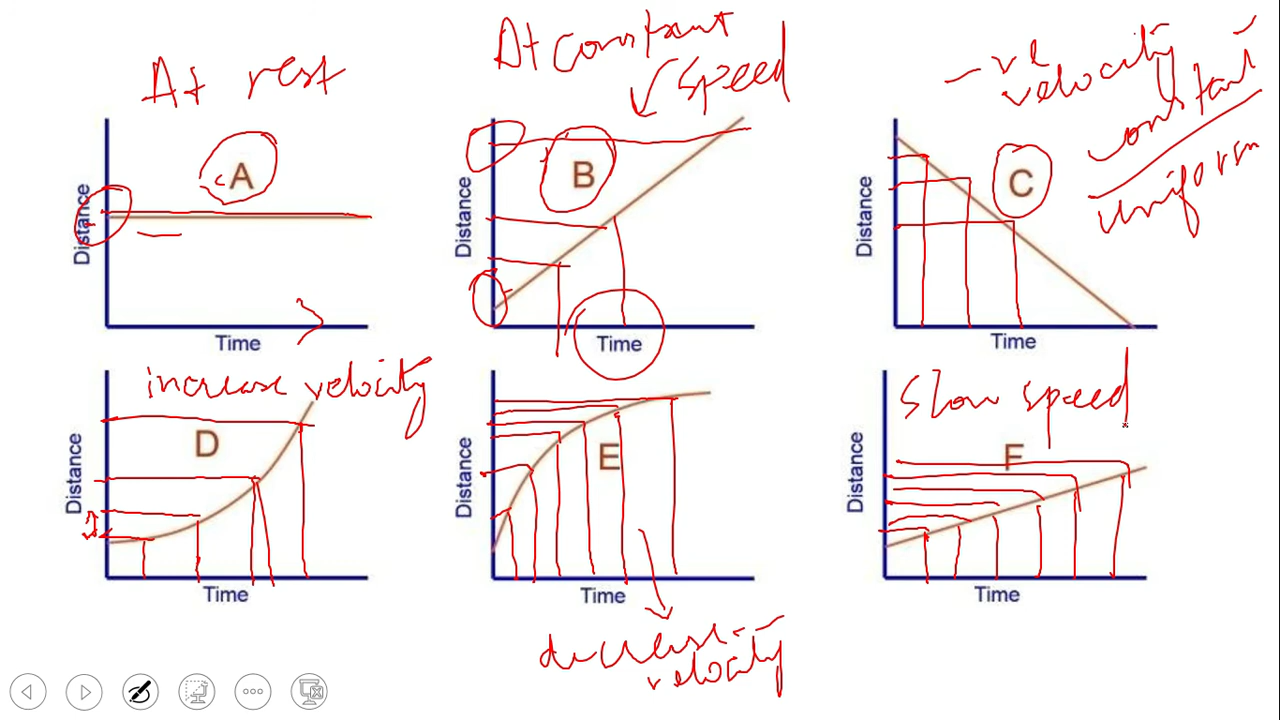 At rest
At constant
speed
-ve
velocity
constant
uniform
A
B
C
Distance
Distance
Distance
Time
Time
Time
increase velocity
slow speed
D
E
F
Distance
Distance
Distance
Time
Time
Time
decrease
velocity